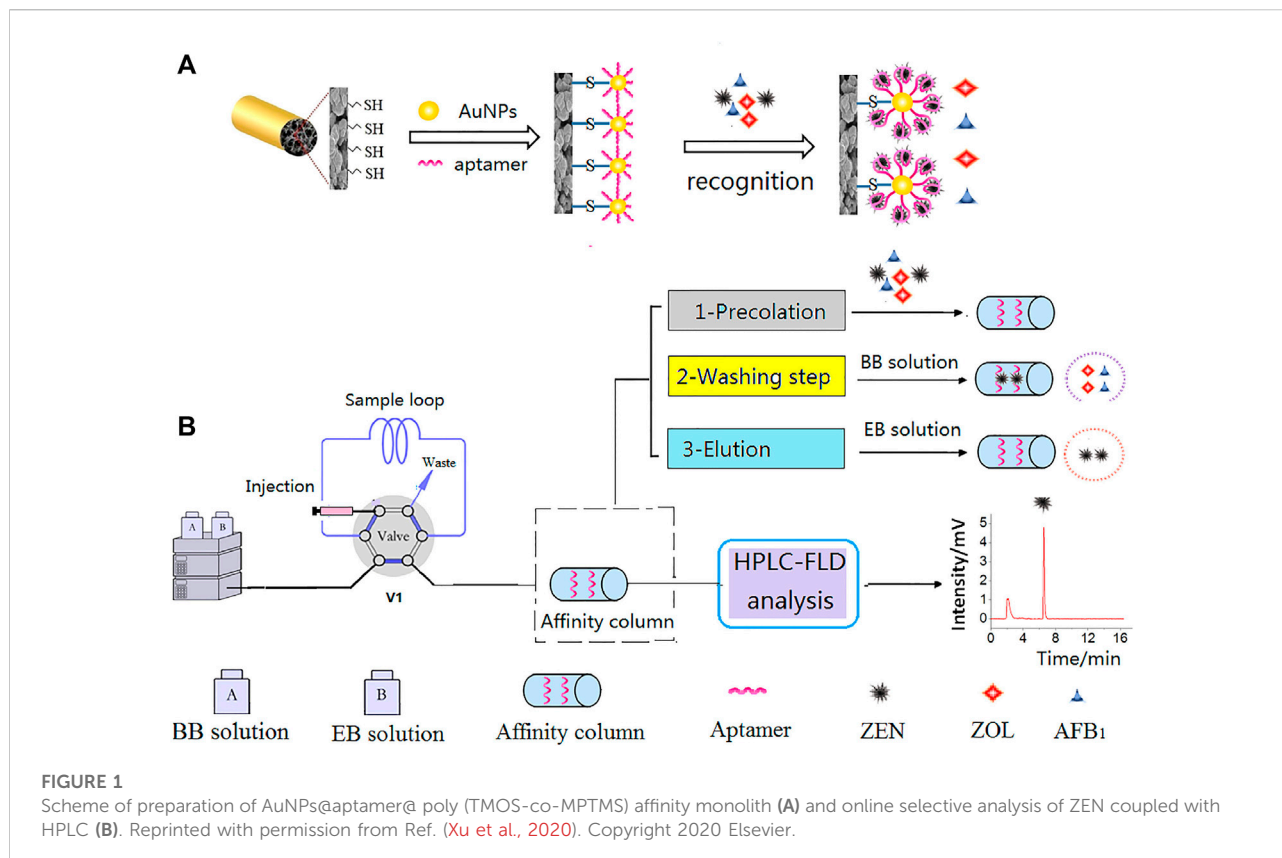 A
SH
SH
SH
SH
AuNPs
aptamer
S
S
S
S
recognition
S
S
1-Precolation
2-Washing step
BB solution
3-Elution
EB solution
B
Sample loop
Waste
Injection
A B
Valve
V1
Affinity column
HPLC-FLD
analysis
Intensity/mV
5
4
3
2
1
0
0 4 8 12 16
Time/min
A
BB solution
B
EB solution
Affinity column
Aptamer
ZEN
ZOL
AFB1
FIGURE 1
Scheme of preparation of AuNPs@aptamer@ poly (TMOS-co-MPTMS) affinity monolith (A) and online selective analysis of ZEN coupled with
HPLC (B). Reprinted with permission from Ref. (Xu et al., 2020). Copyright 2020 Elsevier.